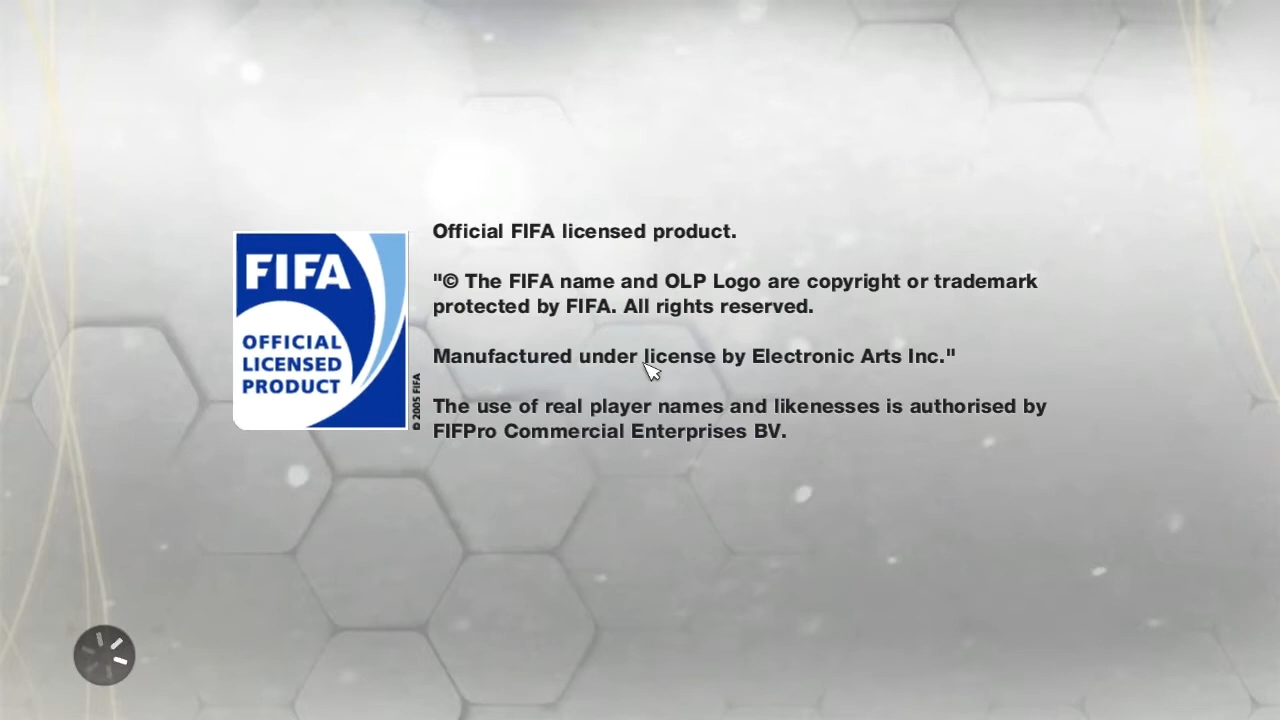 Official FIFA licensed product.
"© The FIFA name and OLP Logo are copyright or trademark
protected by FIFA. All rights reserved.
Manufactured under license by Electronic Arts Inc."
The use of real player names and likenesses is authorised by
FIFPro Commercial Enterprises BV.
FIFA
OFFICIAL
LICENSED
PRODUCT
© 2005 FIFA